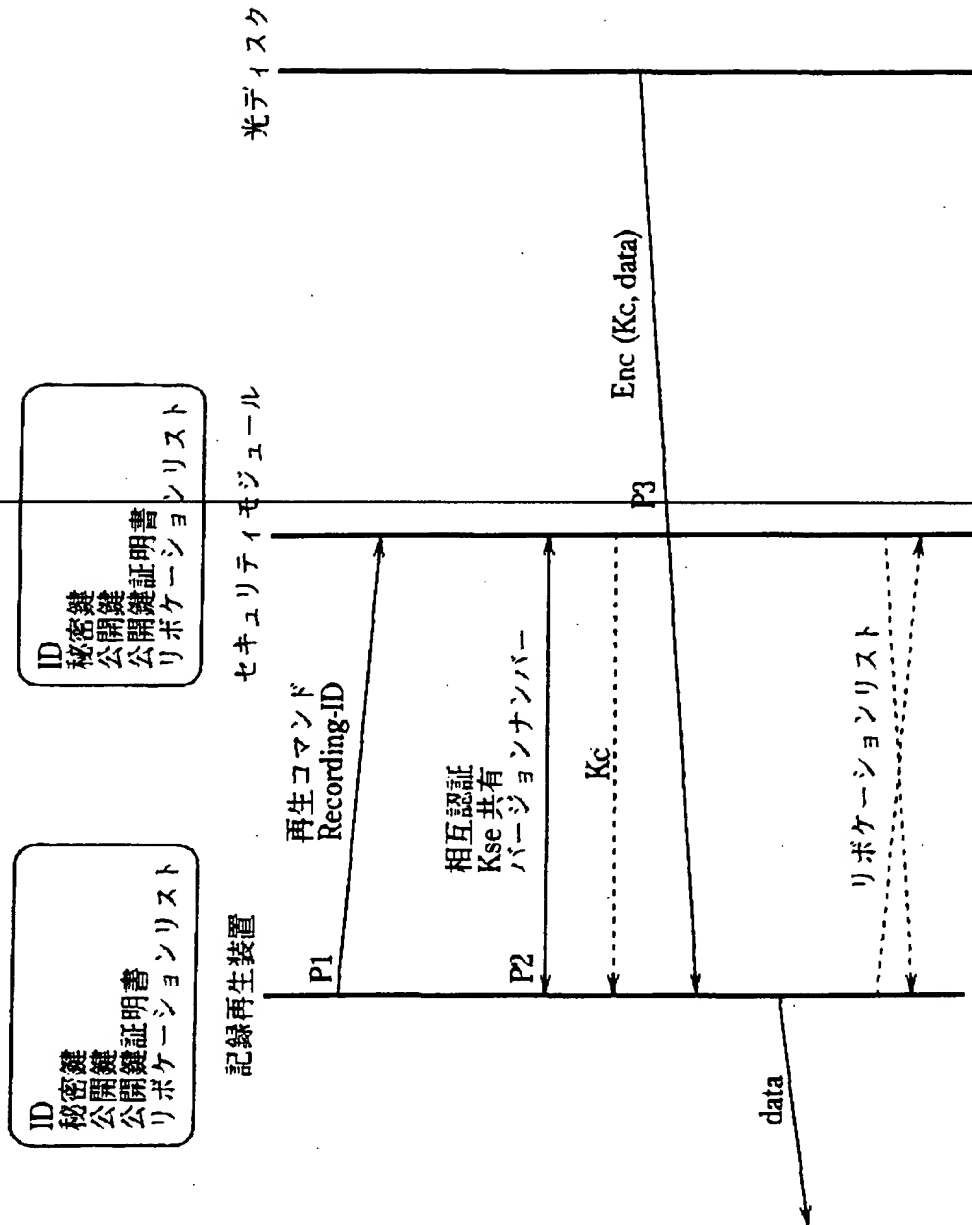 ID
秘密鍵
公開鍵
公開鍵証明書
リボケーションリスト
記録再生装置
ID
秘密鍵
公開鍵
公開鍵証明書
リボケーションリスト
セキュリティモジュール
光ディスク
P1
再生コマンド
Recording-ID
P2
相互認証
Kse 共有
バージョンナンバー
Kc
P3
Enc (Kc, data)
data
リボケーションリスト